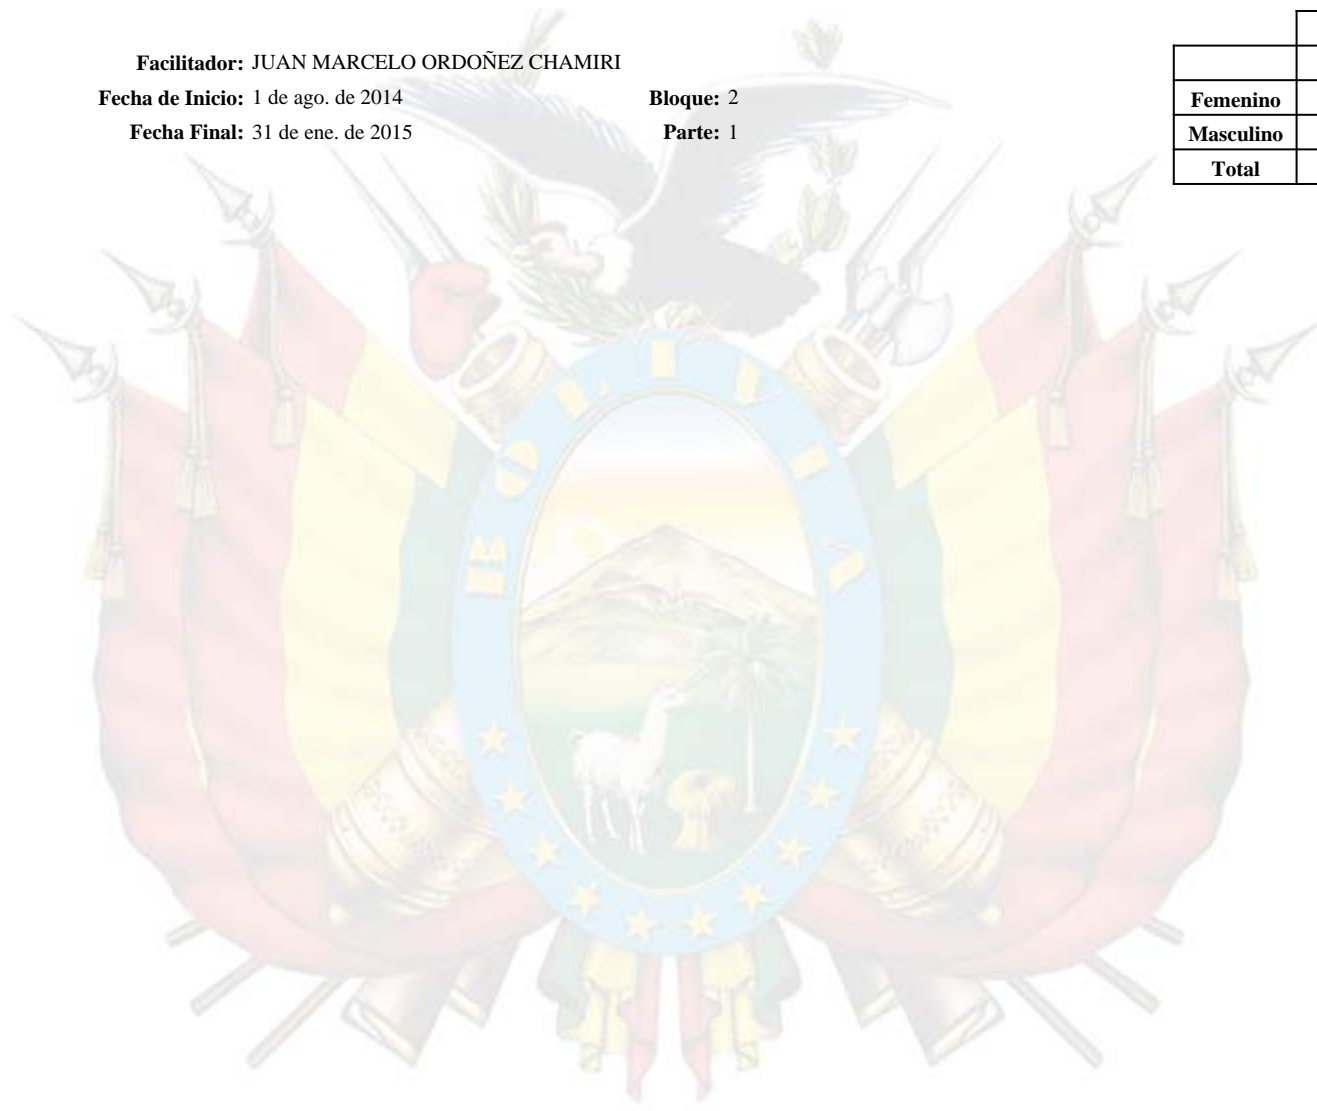 Facilitador: JUAN MARCELO ORDOÑEZ CHAMIRI
Fecha de Inicio: 1 de ago. de 2014 Bloque: 2
Fecha Final: 31 de ene. de 2015 Parte: 1
Femenino
Masculino
Total
BOLIVIA